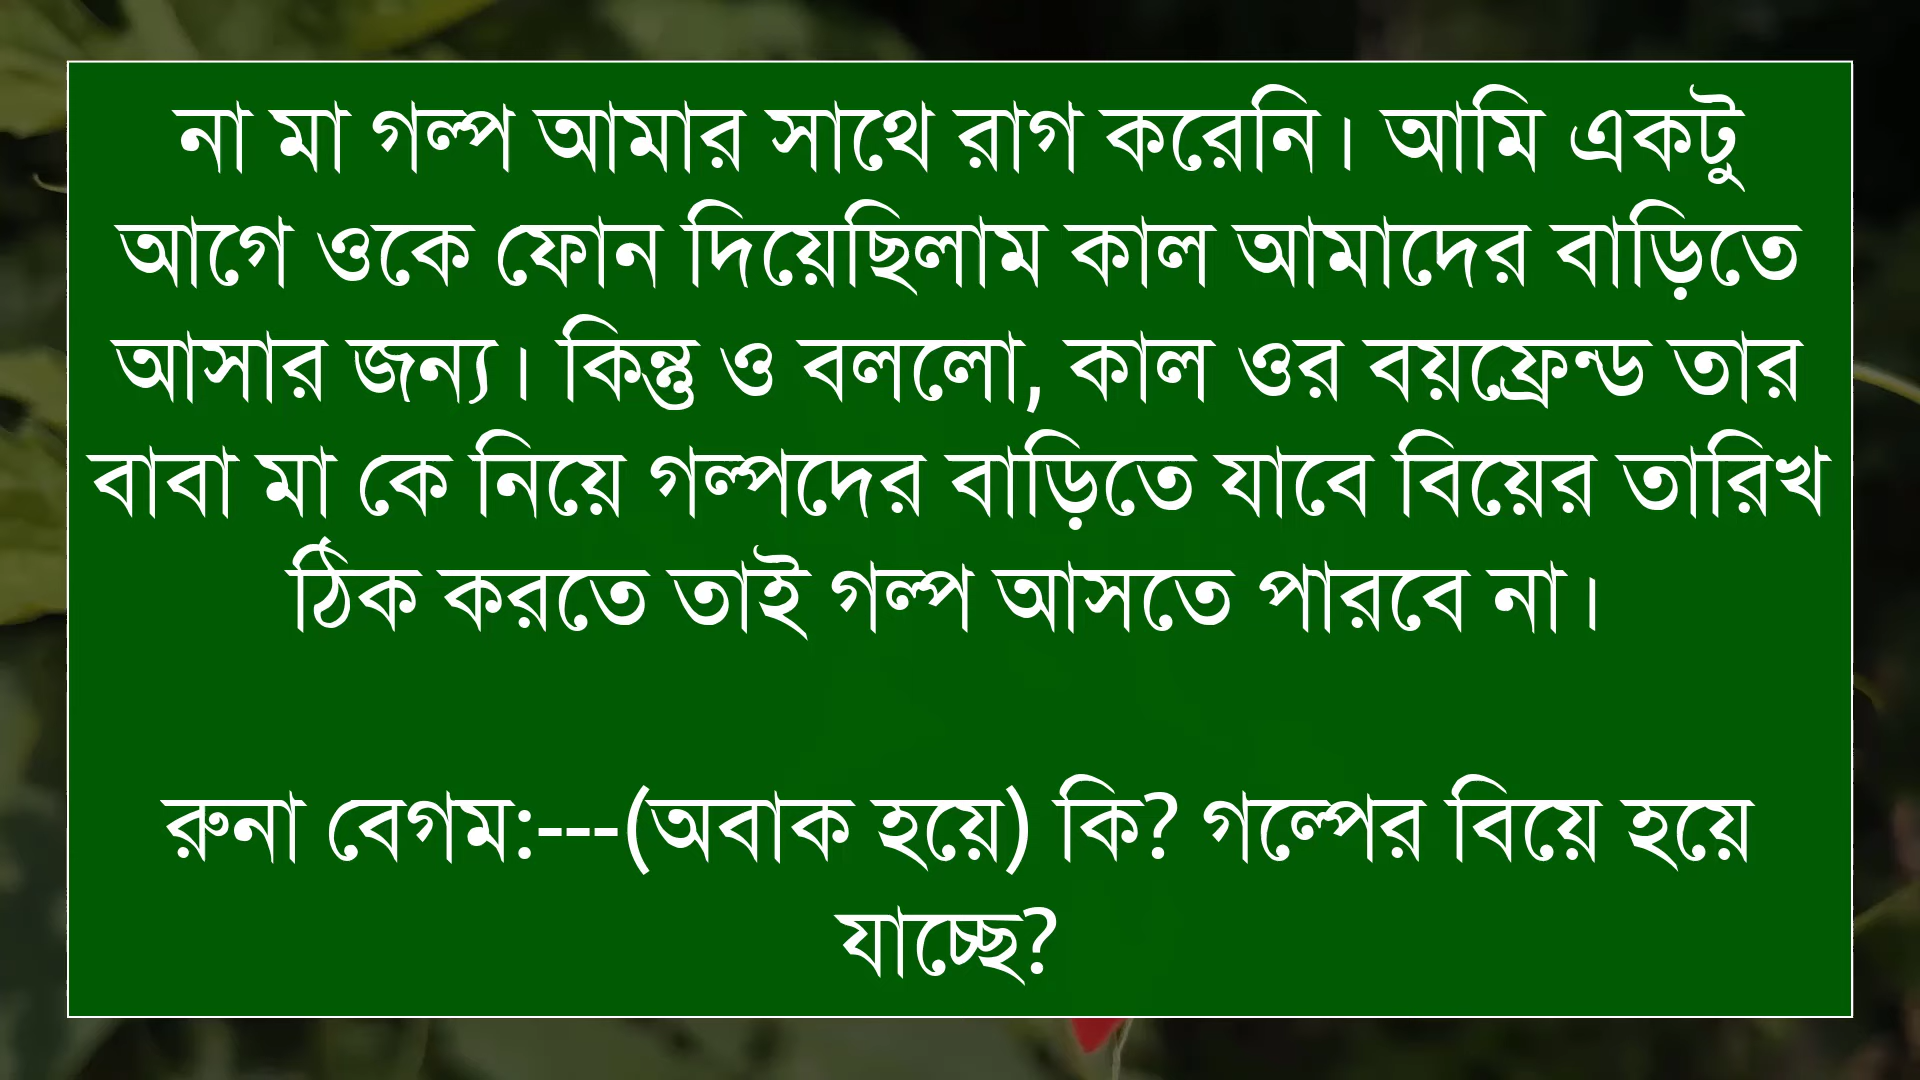 না মা গল্প আমার সাথে রাগ করেনি। আমি একটু
আগে ওকে ফোন দিয়েছিলাম কাল আমাদের বাড়িতে
আসার জন্য। কিন্তু ও বললো, কাল ওর বয়ফ্রেন্ড তার
বাবা মা কে নিয়ে গল্পদের বাড়িতে যাবে বিয়ের তারিখ
ঠিক করতে তাই গল্প আসতে পারবে না।
রুনা বেগম:---(অবাক হয়ে) কি? গল্পের বিয়ে হয়ে
যাচ্ছে?